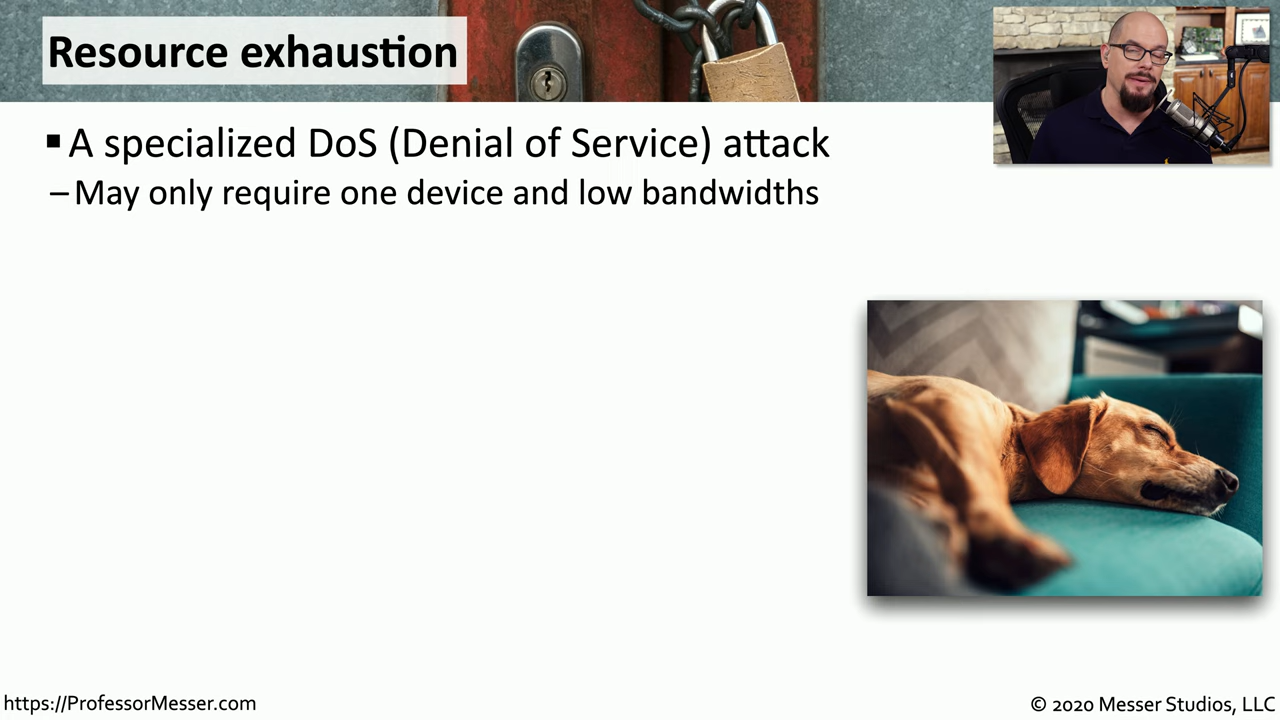 Resource exhaustion
▪ A specialized DoS (Denial of Service) attack
– May only require one device and low bandwidths
https://ProfessorMesser.com
© 2020 Messer Studios, LLC